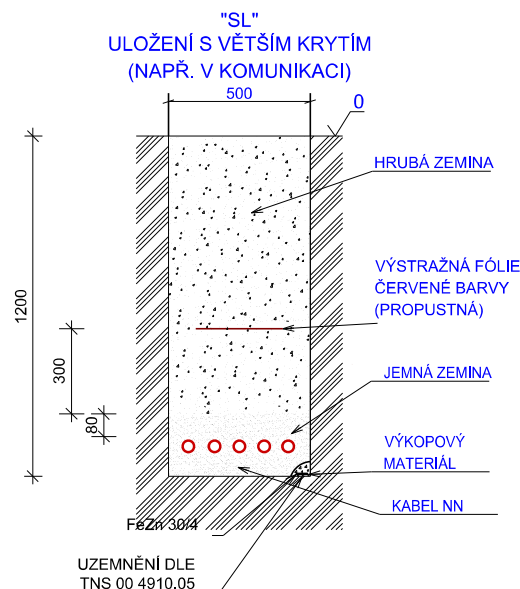 "SL"
ULOŽENÍ S VĚTŠÍM KRYTÍM
(NAPŘ. V KOMUNIKACI)
500
0
HRUBÁ ZEMINA
VÝSTRAŽNÁ FÓLIE
ČERVENÉ BARVY
(PROPUSTNÁ)
1200
300
JEMNÁ ZEMINA
80
VÝKOPOVÝ
MATERIÁL
KABEL NN
FeZn 30/4
UZEMNĚNÍ DLE
TNS 00 4910.05